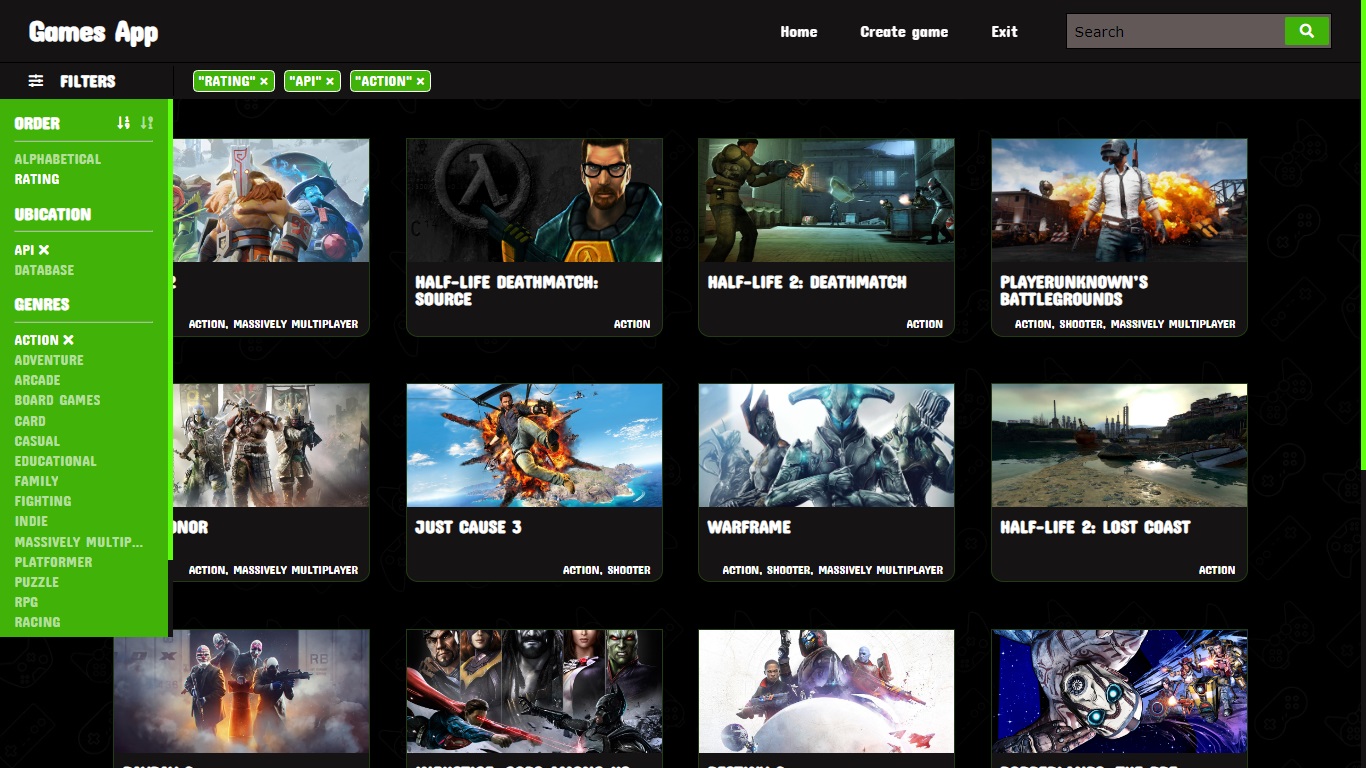 Games App
Home
Create game
Exit
Search
FILTERS
"RATING" ×
"API" ×
"ACTION" ×
ORDER
ALPHABETICAL
RATING
UBICATION
API ×
DATABASE
GENRES
ACTION ×
ADVENTURE
ARCADE
BOARD GAMES
CARD
CASUAL
EDUCATIONAL
FAMILY
FIGHTING
INDIE
MASSIVELY MULTIP...
PLATFORMER
PUZZLE
RPG
RACING
2
ACTION, MASSIVELY MULTIPLAYER
HALF-LIFE DEATHMATCH:
SOURCE
ACTION
HALF-LIFE 2: DEATHMATCH
ACTION
PLAYERUNKNOWN'S
BATTLEGROUNDS
ACTION, SHOOTER, MASSIVELY MULTIPLAYER
ONOR
ACTION, MASSIVELY MULTIPLAYER
JUST CAUSE 3
ACTION, SHOOTER
WARFRAME
ACTION, SHOOTER, MASSIVELY MULTIPLAYER
HALF-LIFE 2: LOST COAST
ACTION